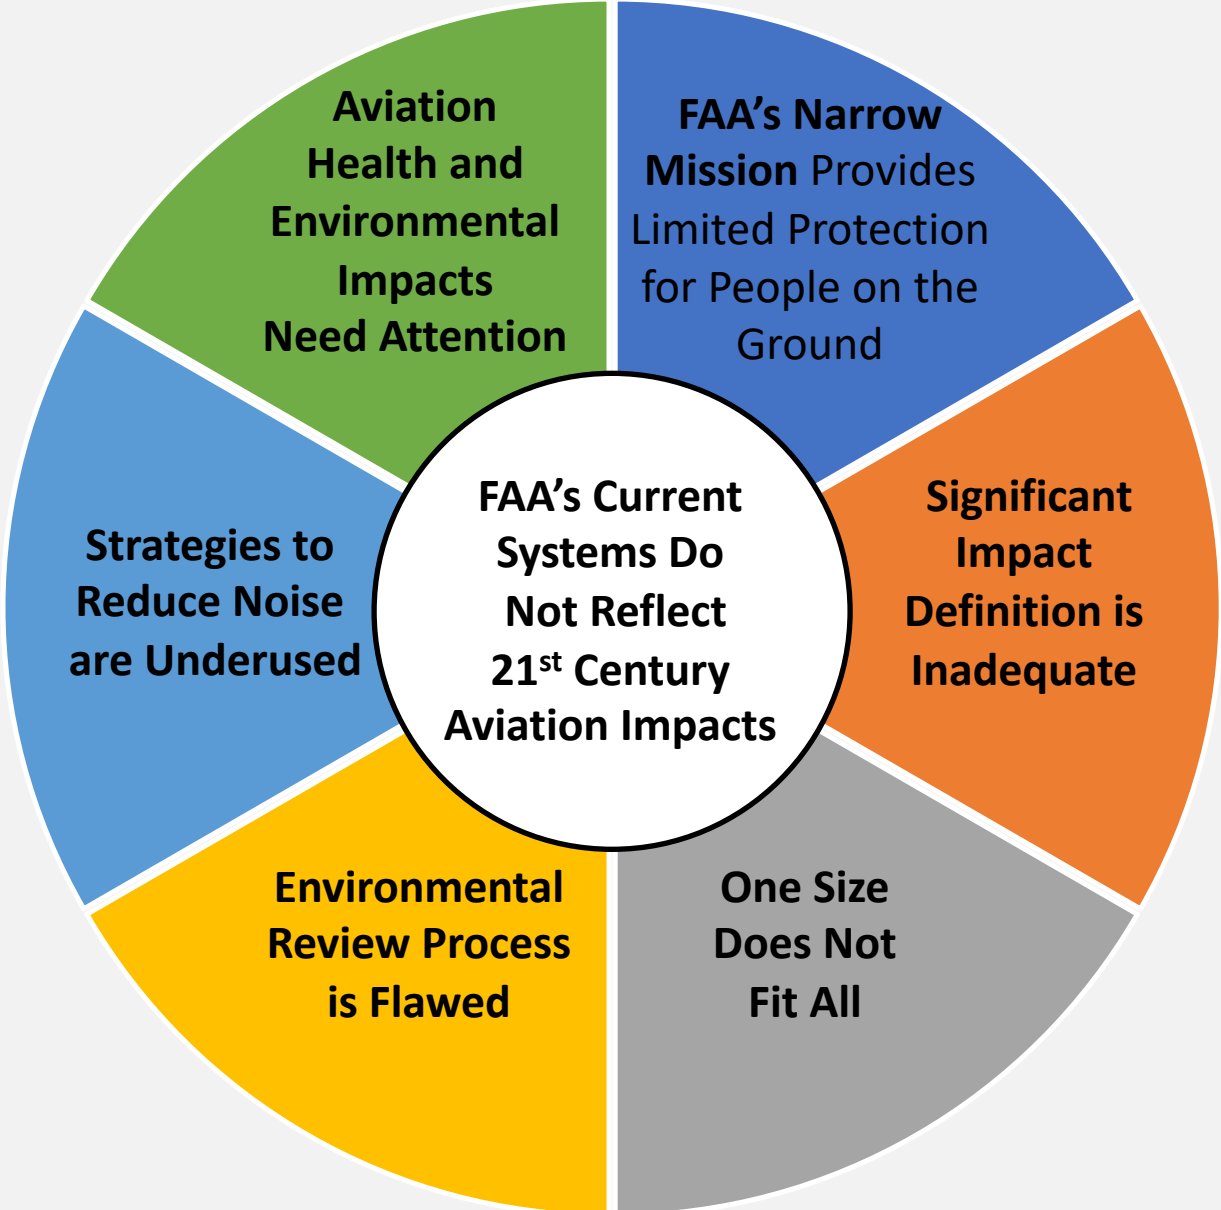 Aviation
Health and
Environmental
Impacts
Need Attention
FAA’s Narrow
Mission Provides
Limited Protection
for People on the
Ground
Strategies to
Reduce Noise
are Underused
FAA’s Current
Systems Do
Not Reflect
21st Century
Aviation Impacts
Significant
Impact
Definition is
Inadequate
Environmental
Review Process
is Flawed
One Size
Does Not
Fit All